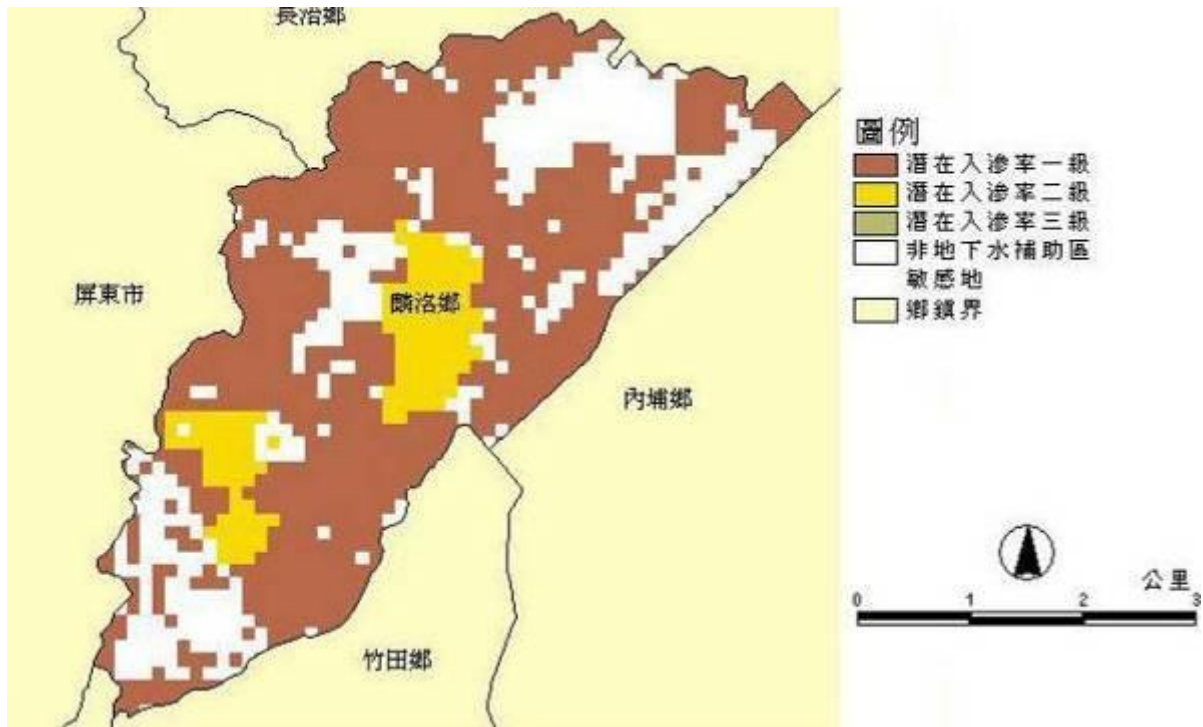 長治鄉
屏東市
麟洛鄉
內埔鄉
竹田鄉
圖例
潛在入滲率一級
潛在入滲率二級
潛在入滲率三級
非地下水補助區
敏感地
鄉鎮界
公里
0 1 2 3